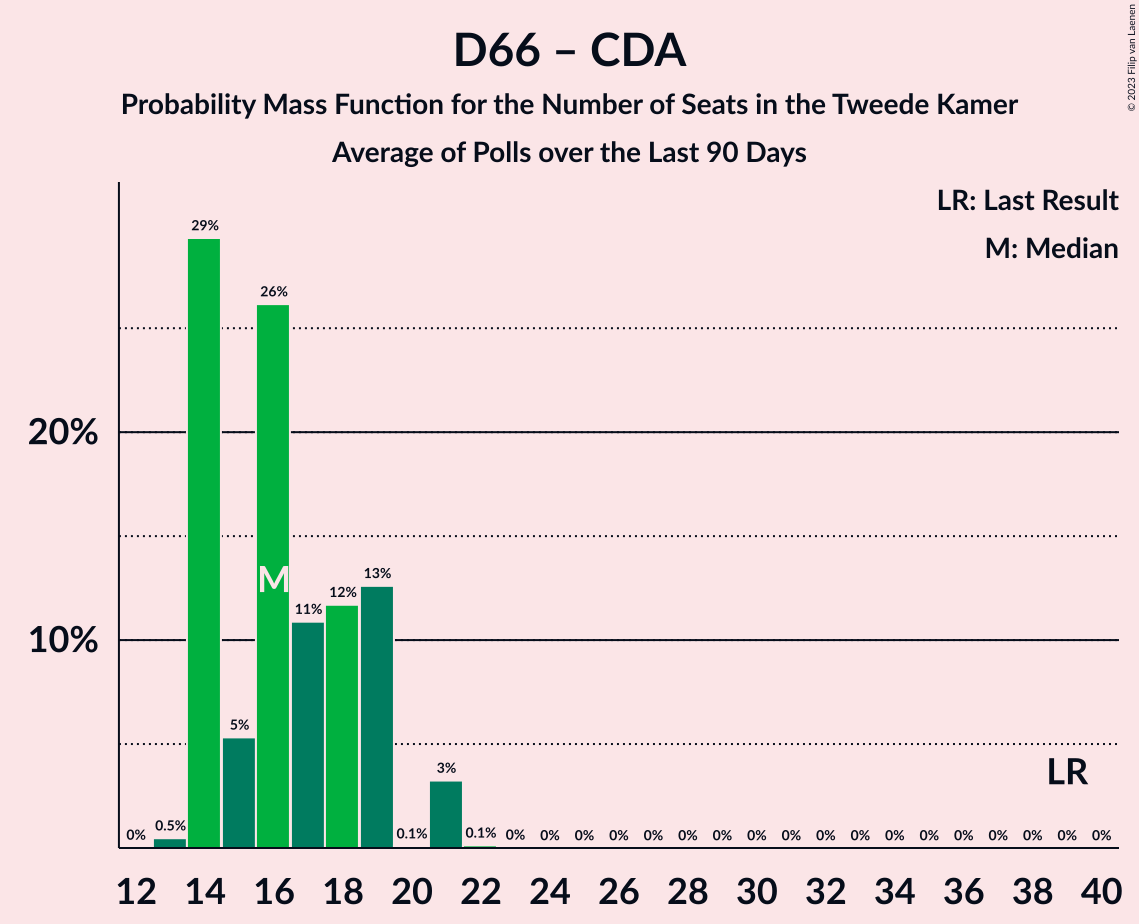 D66 – CDA
Probability Mass Function for the Number of Seats in the Tweede Kamer
Average of Polls over the Last 90 Days
© 2023 Filip van Laenen
LR: Last Result
M: Median
29%
26%
20%
M
13%
12%
11%
10%
5%
LR
3%
0% 0.5% 0.1% 0.1% 0% 0% 0% 0% 0% 0% 0% 0% 0% 0% 0% 0% 0% 0% 0% 0% 0% 0%
12 14 16 18 20 22 24 26 28 30 32 34 36 38 40